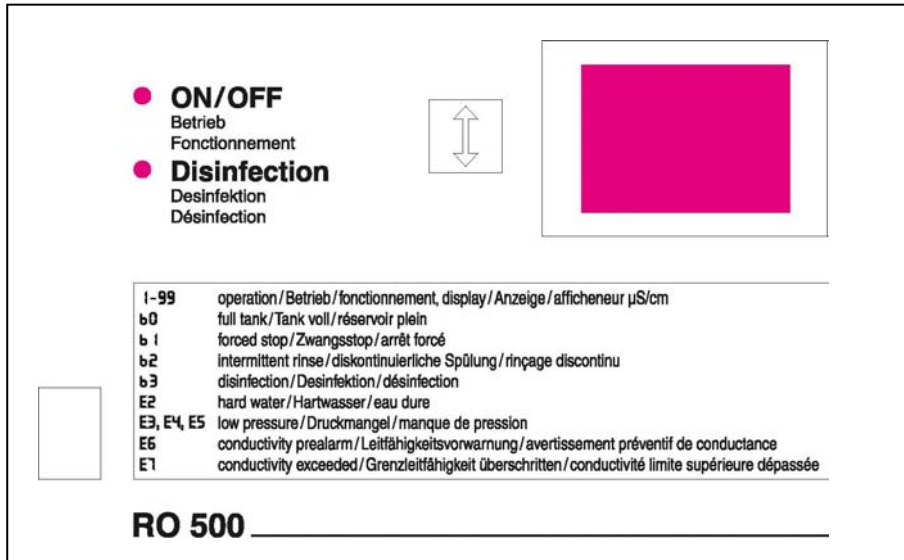 ON/OFF
Betrieb
Fonctionnement
Disinfection
Desinfektion
Désinfection
1-99 operation/Betrieb/fonctionnement, display/Anzeige/afficheneur µS/cm
b0 full tank/Tank voll/réservoir plein
b1 forced stop/Zwangsstop/arrêt forcé
b2 intermittent rinse/diskontinuierliche Spülung/rinçage discontinu
b3 disinfection/Desinfektion/désinfection
E2 hard water/Hartwasser/eau dure
E3, E4, E5 low pressure/Druckmangel/manque de pression
E6 conductivity prealarm/Leitfähigkeitsvorwarnung/avertissement préventif de conductance
E7 conductivity exceeded/Grenzleitfähigkeit überschritten/conductivité limite supérieure dépassée
RO 500